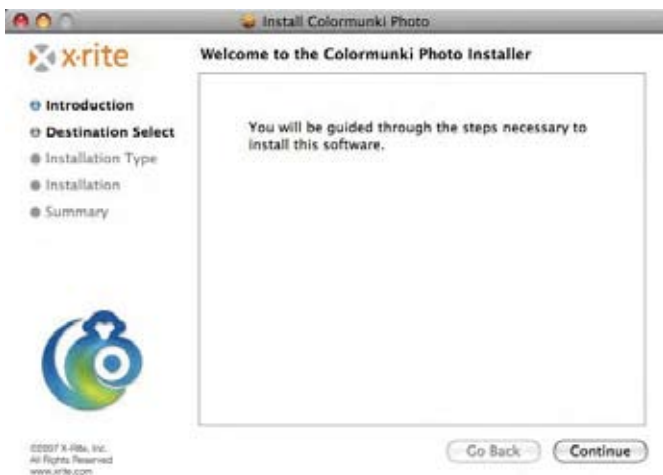 Install Colormunki Photo
x·rite
Welcome to the Colormunki Photo Installer
Introduction
Destination Select
Installation Type
Installation
Summary
You will be guided through the steps necessary to
install this software.
©2007 X-Rite, Inc.
All Rights Reserved
www.xrite.com
Go Back
Continue